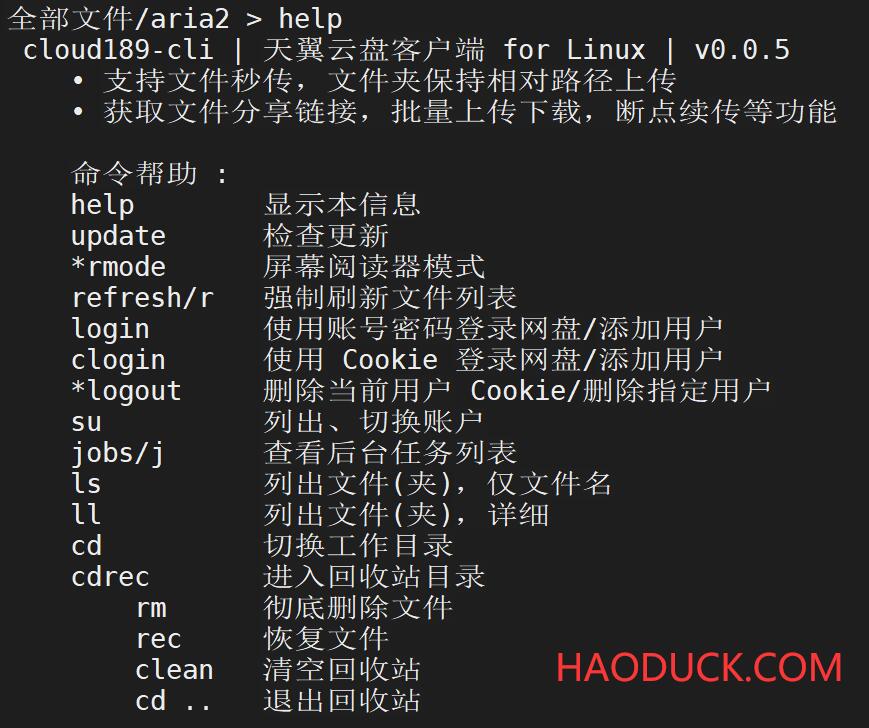 全部文件/aria2 > help
cloud189-cli | 天翼云盘客户端 for Linux | v0.0.5
• 支持文件秒传，文件夹保持相对路径上传
• 获取文件分享链接，批量上传下载，断点续传等功能
命令帮助 :
help 显示本信息
update 检查更新
*rmode 屏幕阅读器模式
refresh/r 强制刷新文件列表
login 使用账号密码登录网盘/添加用户
clogin 使用 Cookie 登录网盘/添加用户
*logout 删除当前用户 Cookie/删除指定用户
su 列出、切换账户
jobs/j 查看后台任务列表
ls 列出文件(夹)，仅文件名
ll 列出文件(夹)，详细
cd 切换工作目录
cdrec 进入回收站目录
rm 彻底删除文件
rec 恢复文件
clean 清空回收站
cd .. 退出回收站
HAODUCK.COM